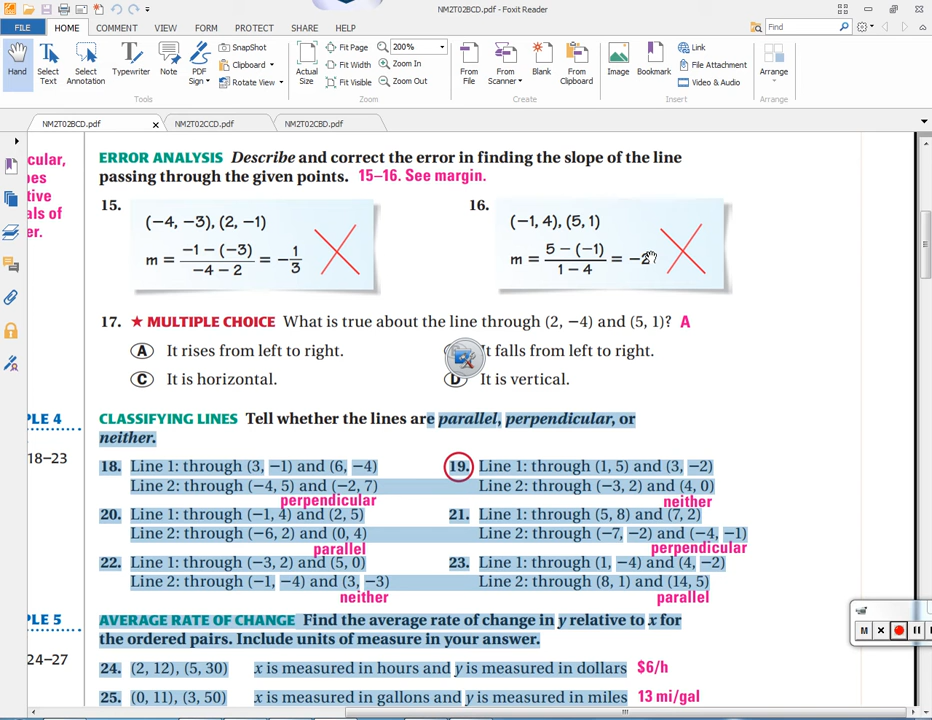 NM2T02BCD.pdf - Foxit Reader
FILE HOME COMMENT VIEW FORM PROTECT SHARE HELP
Find
Hand
Select Text
Select Annotation
Typewriter
Note
PDF Sign
SnapShot
Clipboard
Rotate View
Tools
Actual Size
Fit Page
Fit Width
Fit Visible
200%
Zoom In
Zoom Out
Zoom
From File
From Scanner
Blank
From Clipboard
Create
Image
Bookmark
Link
File Attachment
Video & Audio
Insert
Arrange
Arrange
NM2T02BCD.pdf NM2T02CCD.pdf NM2T02CBD.pdf
cular,
pes
tive
als of
er.
ERROR ANALYSIS Describe and correct the error in finding the slope of the line
passing through the given points. 15–16. See margin.
15. (−4, −3), (2, −1)
m = −1 − (−3) / −4 − 2 = −1/3
16. (−1, 4), (5, 1)
m = 5 − (−1) / 1 − 4 = −2
17. ★ MULTIPLE CHOICE What is true about the line through (2, −4) and (5, 1)? A
A It rises from left to right. It falls from left to right.
C It is horizontal. D It is vertical.
PLE 4
18–23
CLASSIFYING LINES Tell whether the lines are parallel, perpendicular, or
neither.
18. Line 1: through (3, −1) and (6, −4)
Line 2: through (−4, 5) and (−2, 7)
perpendicular
19. Line 1: through (1, 5) and (3, −2)
Line 2: through (−3, 2) and (4, 0)
neither
20. Line 1: through (−1, 4) and (2, 5)
Line 2: through (−6, 2) and (0, 4)
parallel
21. Line 1: through (5, 8) and (7, 2)
Line 2: through (−7, −2) and (−4, −1)
perpendicular
22. Line 1: through (−3, 2) and (5, 0)
Line 2: through (−1, −4) and (3, −3)
neither
23. Line 1: through (1, −4) and (4, −2)
Line 2: through (8, 1) and (14, 5)
parallel
PLE 5
24–27
AVERAGE RATE OF CHANGE Find the average rate of change in y relative to x for
the ordered pairs. Include units of measure in your answer.
24. (2, 12), (5, 30) x is measured in hours and y is measured in dollars $6/h
25. (0, 11), (3, 50) x is measured in gallons and y is measured in miles 13 mi/gal
M